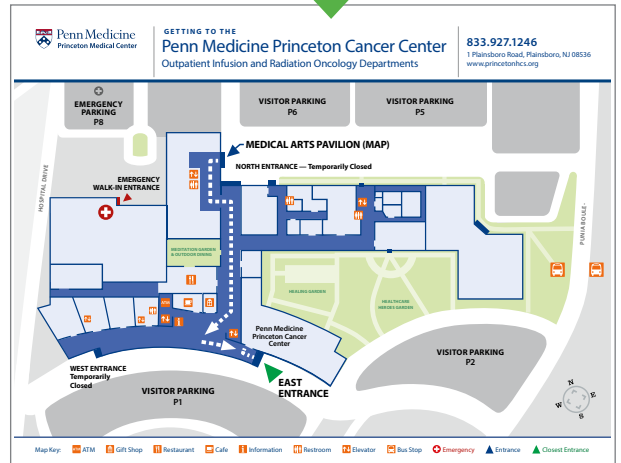 Penn Medicine
Princeton Medical Center
GETTING TO THE
Penn Medicine Princeton Cancer Center
Outpatient Infusion and Radiation Oncology Departments
833.927.1246
1 Plainsboro Road, Plainsboro, NJ 08536
www.princetonhcs.org
EMERGENCY
PARKING
P8
VISITOR PARKING
P6
VISITOR PARKING
P5
MEDICAL ARTS PAVILION (MAP)
NORTH ENTRANCE — Temporarily Closed
EMERGENCY
WALK-IN ENTRANCE
HOSPITAL DRIVE
PUNIA BOULE-
MEDITATION GARDEN
& OUTDOOR DINING
HEALING GARDEN
HEALTHCARE
HEROES GARDEN
ATM
Penn Medicine
Princeton Cancer
Center
WEST ENTRANCE
Temporarily
Closed
EAST
ENTRANCE
VISITOR PARKING
P1
VISITOR PARKING
P2
N
E
S
W
Map Key: ATM Gift Shop Restaurant Cafe Information Restroom Elevator Bus Stop Emergency Entrance Closest Entrance